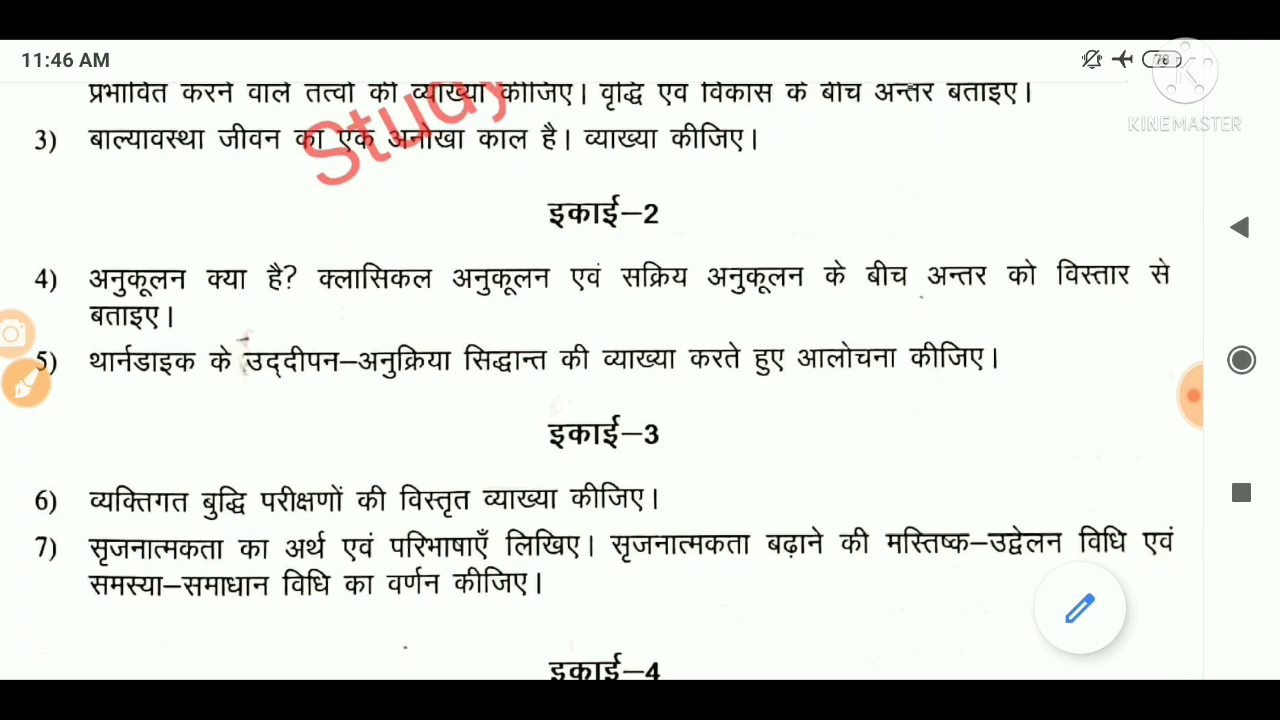 11:46 AM
78
KINEMASTER
प्रभावित करने वाले तत्वों की व्याख्या कीजिए। वृद्धि एवं विकास के बीच अन्तर बताइए।
Study
3) बाल्यावस्था जीवन का एक अनोखा काल है। व्याख्या कीजिए।
इकाई–2
4) अनुकूलन क्या है? क्लासिकल अनुकूलन एवं सक्रिय अनुकूलन के बीच अन्तर को विस्तार से
बताइए।
5) थार्नडाइक के उद्दीपन–अनुक्रिया सिद्धान्त की व्याख्या करते हुए आलोचना कीजिए।
इकाई–3
6) व्यक्तिगत बुद्धि परीक्षणों की विस्तृत व्याख्या कीजिए।
7) सृजनात्मकता का अर्थ एवं परिभाषाएँ लिखिए। सृजनात्मकता बढ़ाने की मस्तिष्क–उद्वेलन विधि एवं
समस्या–समाधान विधि का वर्णन कीजिए।
इकाई–4